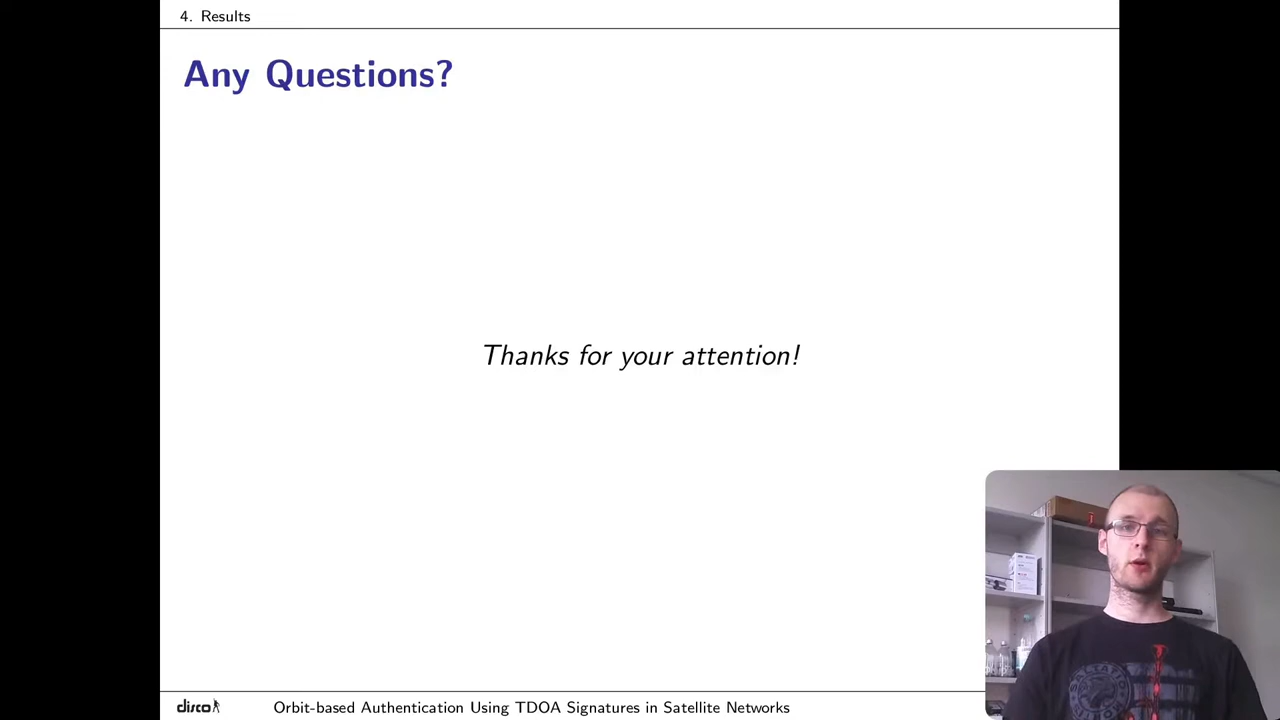 4. Results
Any Questions?
Thanks for your attention!
disco
Orbit-based Authentication Using TDOA Signatures in Satellite Networks